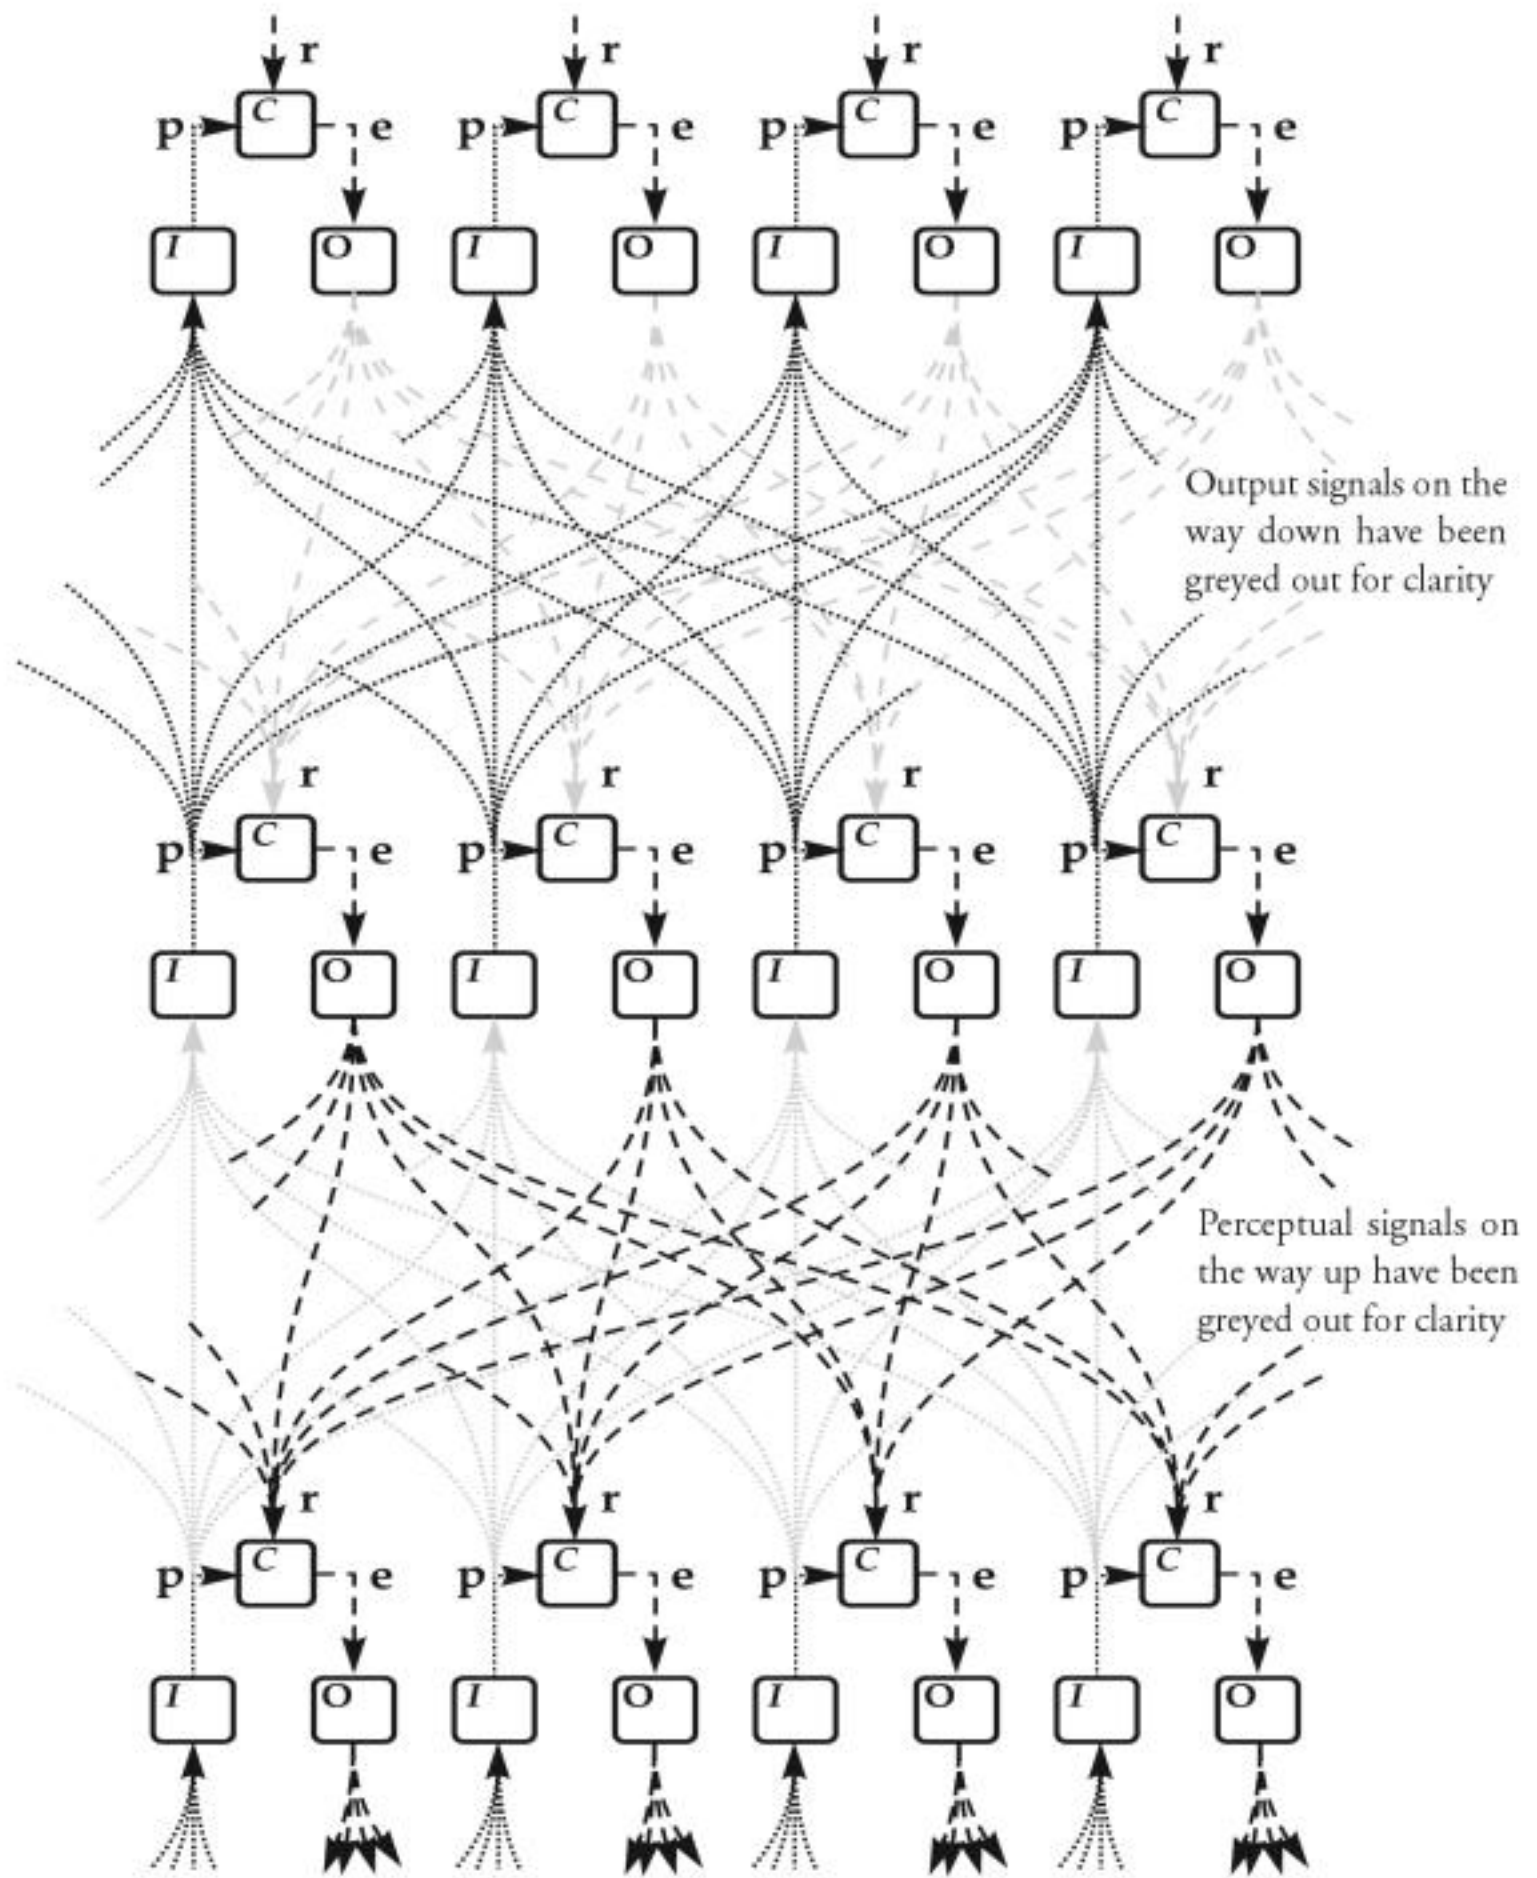 r r r r
C C C C
p e p e p e p e
I O I O I O I O
Output signals on the
way down have been
greyed out for clarity
r r r r
C C C C
p e p e p e p e
I O I O I O I O
Perceptual signals on
the way up have been
greyed out for clarity
r r r r
C C C C
p e p e p e p e
I O I O I O I O